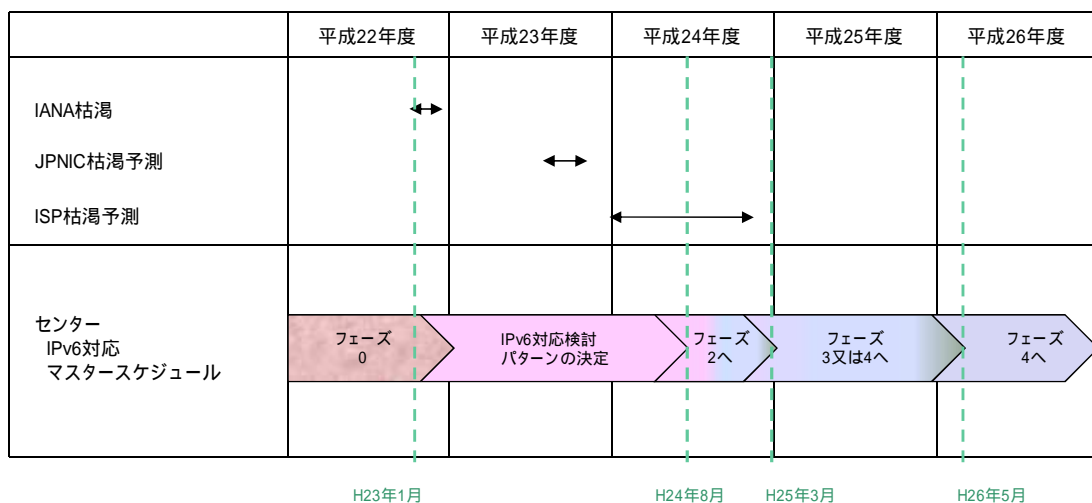 平成22年度
平成23年度
平成24年度
平成25年度
平成26年度
IANA枯渇
JPNIC枯渇予測
ISP枯渇予測
センター
IPv6対応
マスタースケジュール
フェーズ
0
IPv6対応検討
パターンの決定
フェーズ
2へ
フェーズ
3又は4へ
フェーズ
4へ
H23年1月
H24年8月
H25年3月
H26年5月